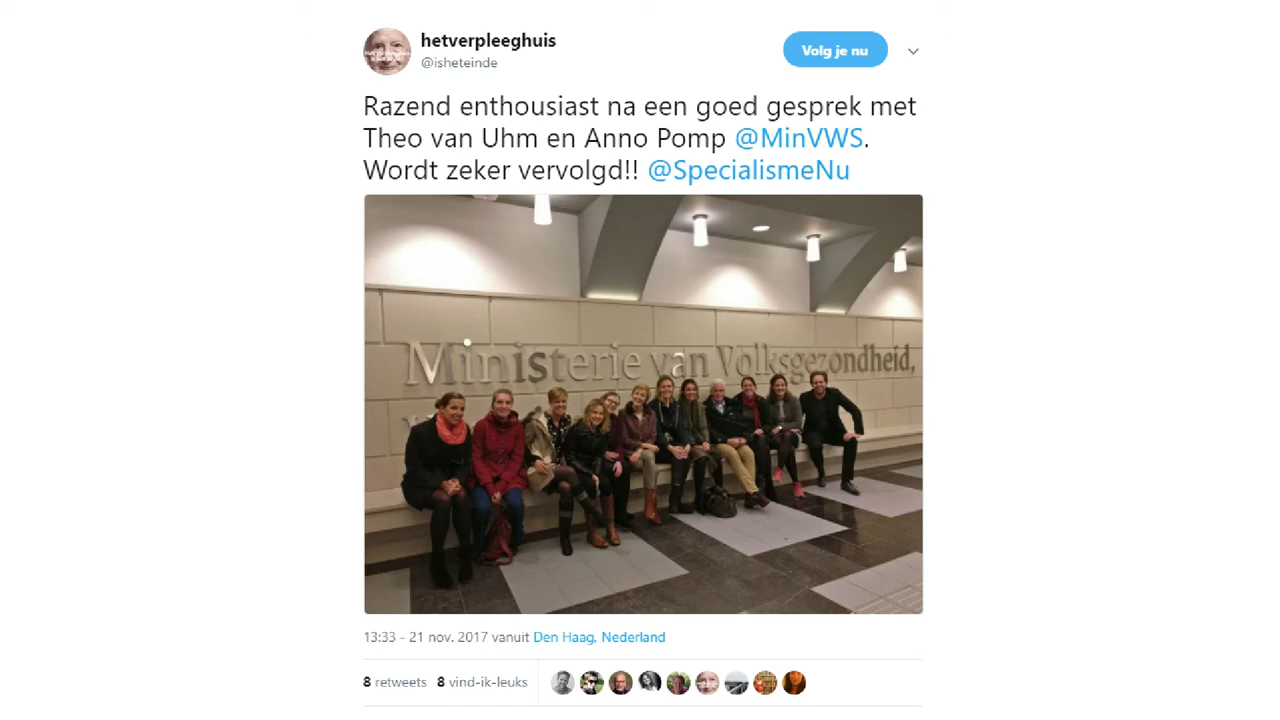 hetverpleeghuis
@isheteinde
Volg je nu
Razend enthousiast na een goed gesprek met
Theo van Uhm en Anno Pomp @MinVWS.
Wordt zeker vervolgd!! @SpecialismeNu
Ministerie van Volksgezondheid,
13:33 - 21 nov. 2017 vanuit Den Haag, Nederland
8 retweets 8 vind-ik-leuks